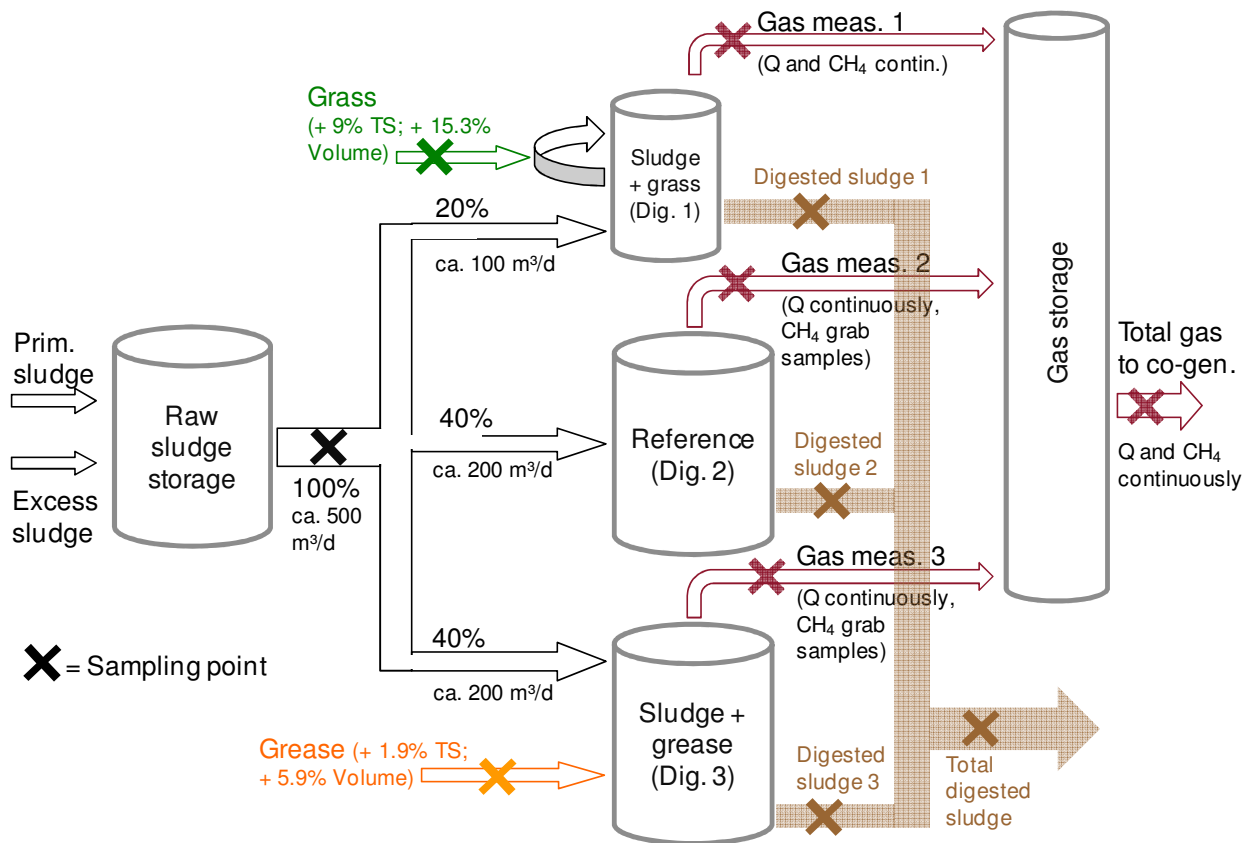 Gas meas. 1
(Q and CH₄ contin.)
Grass
(+ 9% TS; + 15.3%
Volume)
Sludge
+ grass
(Dig. 1)
Digested sludge 1
20%
ca. 100 m³/d
Gas meas. 2
(Q continuously,
CH₄ grab
samples)
Gas storage
Total gas
to co-gen.
Q and CH₄
continuously
Prim.
sludge
Excess
sludge
Raw
sludge
storage
100%
ca. 500
m³/d
40%
ca. 200 m³/d
Reference
(Dig. 2)
Digested
sludge 2
Gas meas. 3
(Q continuously,
CH₄ grab
samples)
40%
ca. 200 m³/d
= Sampling point
Grease (+ 1.9% TS;
+ 5.9% Volume)
Sludge +
grease
(Dig. 3)
Digested
sludge 3
Total
digested
sludge